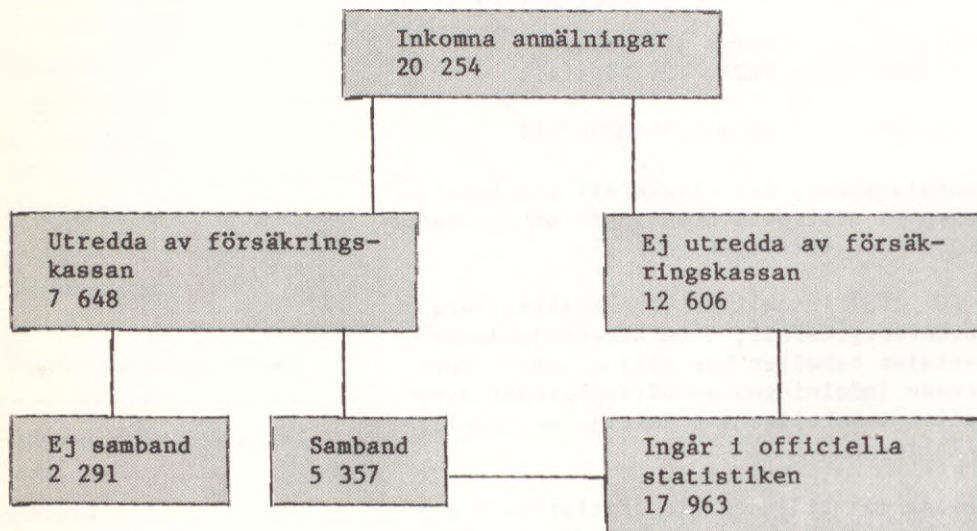 Inkomna anmälningar
20 254
Utredda av försäkrings-
kassan
7 648
Ej utredda av försäk-
ringskassan
12 606
Ej samband
2 291
Samband
5 357
Ingår i officiella
statistiken
17 963